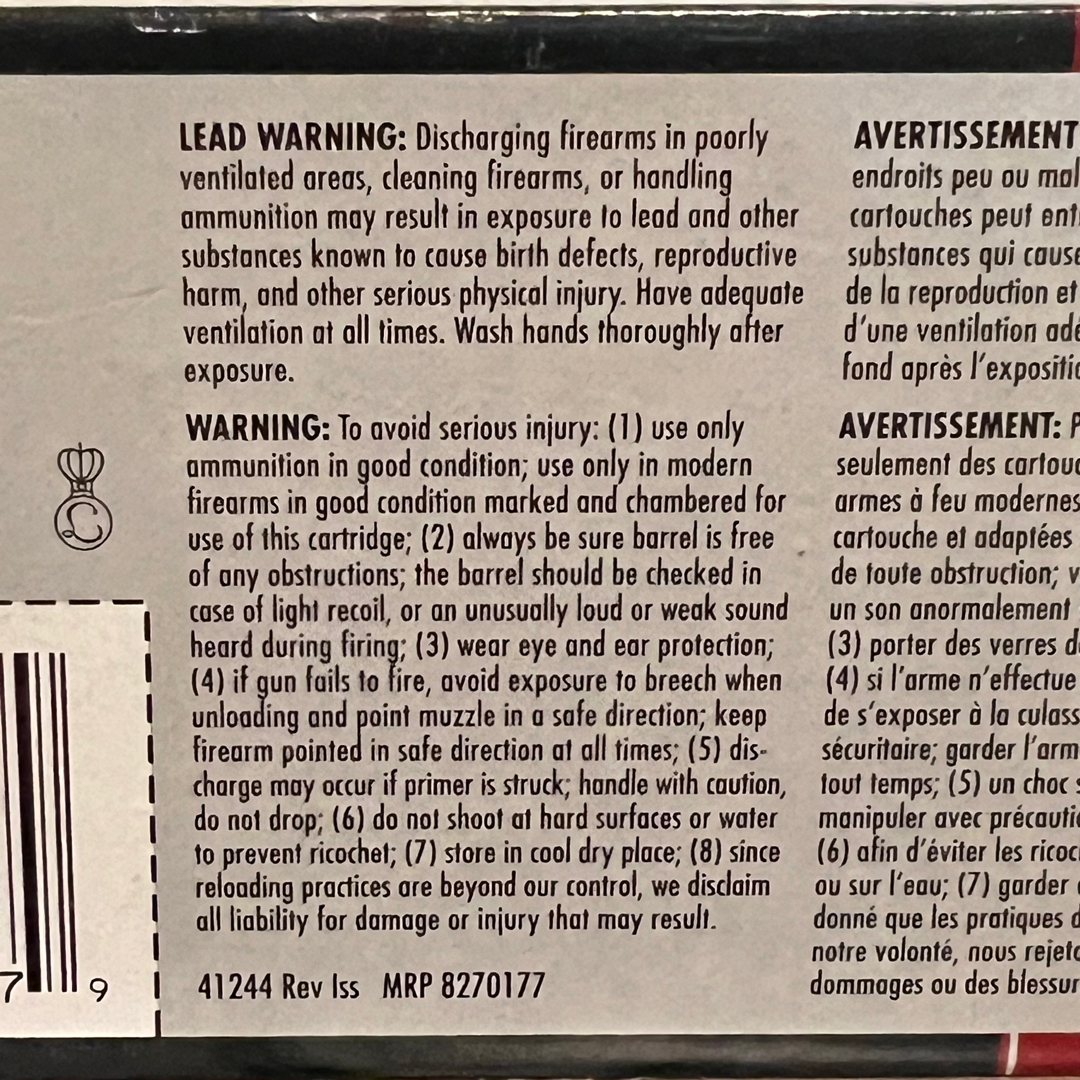 LEAD WARNING: Discharging firearms in poorly
ventilated areas, cleaning firearms, or handling
ammunition may result in exposure to lead and other
substances known to cause birth defects, reproductive
harm, and other serious physical injury. Have adequate
ventilation at all times. Wash hands thoroughly after
exposure.
WARNING: To avoid serious injury: (1) use only
ammunition in good condition; use only in modern
firearms in good condition marked and chambered for
use of this cartridge; (2) always be sure barrel is free
of any obstructions; the barrel should be checked in
case of light recoil, or an unusually loud or weak sound
heard during firing; (3) wear eye and ear protection;
(4) if gun fails to fire, avoid exposure to breech when
unloading and point muzzle in a safe direction; keep
firearm pointed in safe direction at all times; (5) dis-
charge may occur if primer is struck; handle with caution,
do not drop; (6) do not shoot at hard surfaces or water
to prevent ricochet; (7) store in cool dry place; (8) since
reloading practices are beyond our control, we disclaim
all liability for damage or injury that may result.
41244 Rev Iss MRP 8270177
AVERTISSEMENT
endroits peu ou mal
cartouches peut
substances qui
de la reproduction et
d'une ventilation
fond après
AVERTISSEMENT:
seulement des
armes à feu modernes
cartouche et adaptées
de toute obstruction;
un son anormalement
(3) porter des verres
(4) si l'arme n'effectue
de s'exposer à la
sécuritaire; garder
tout temps; (5) un choc
manipuler avec
(6) afin d'éviter les
ou sur l'eau; (7) garder
donné que les pratiques
notre volonté, nous
dommages ou des
7 9
L